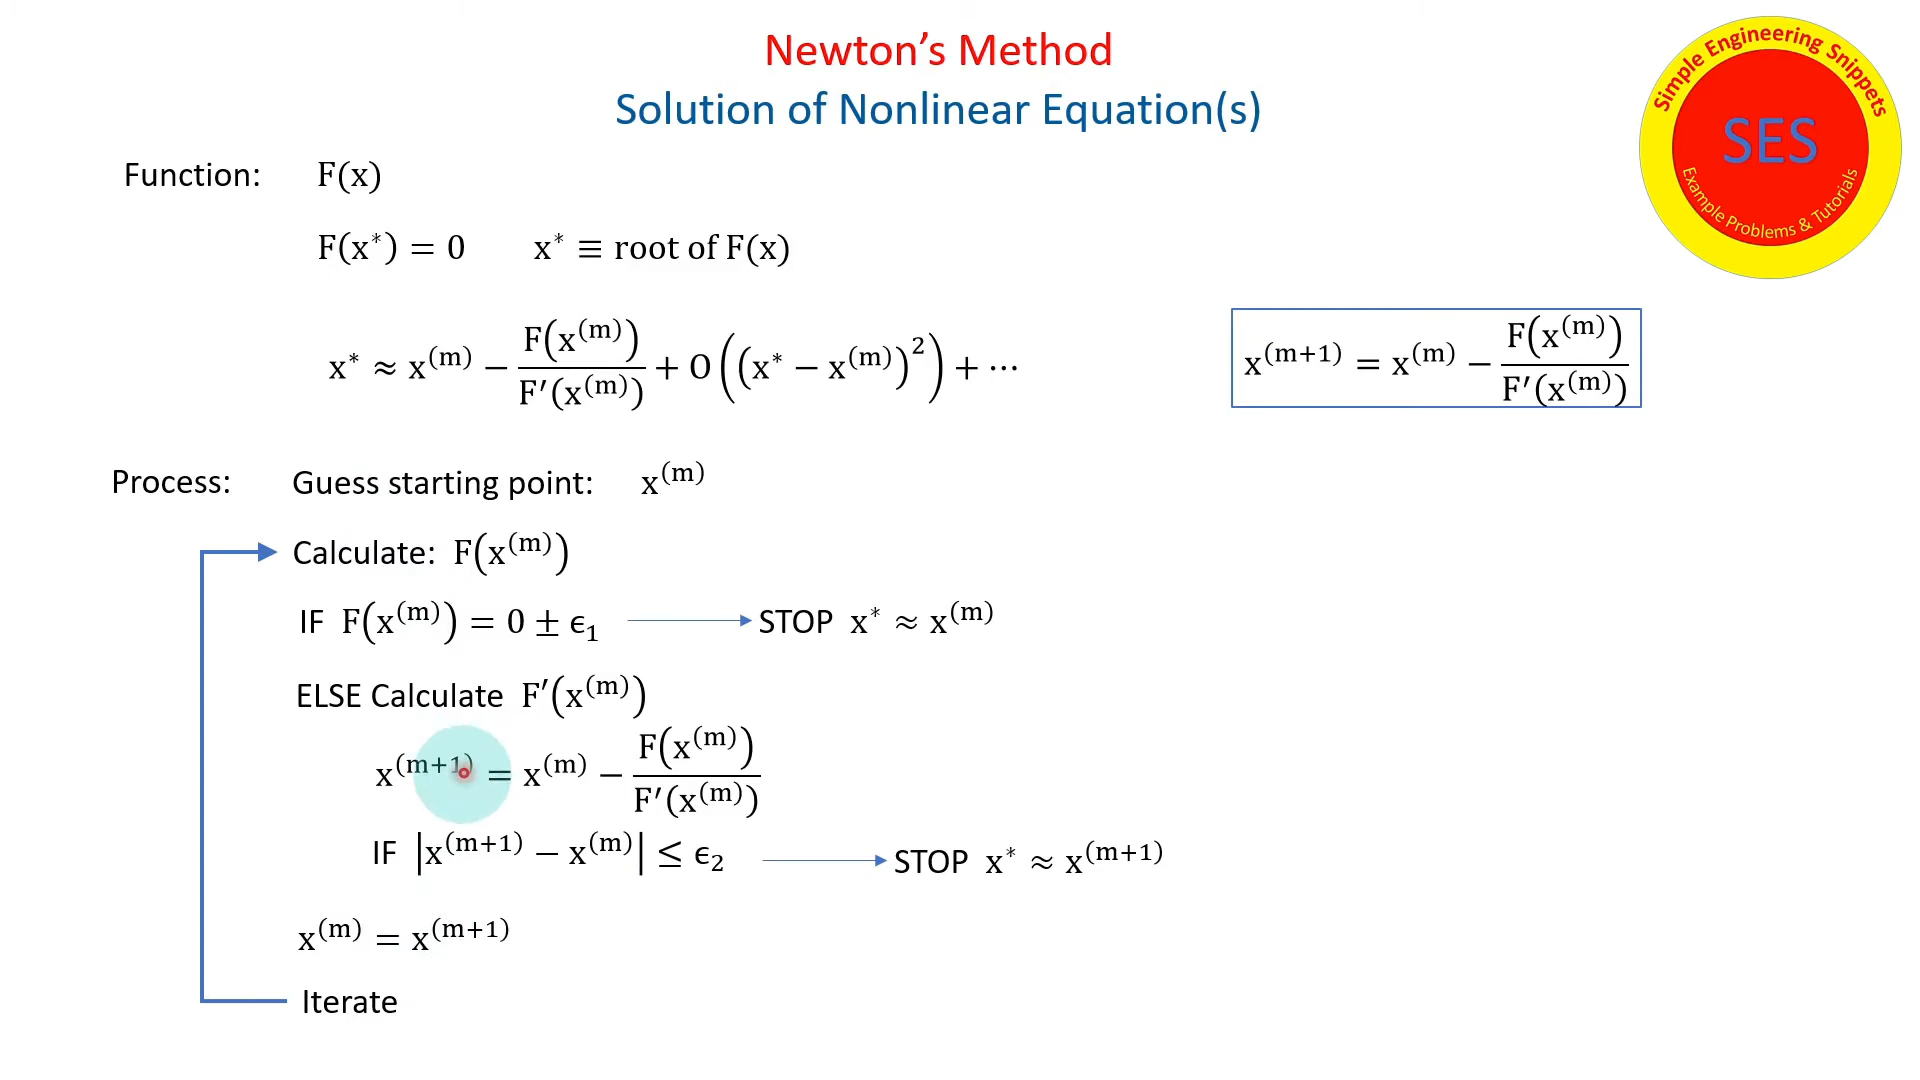 Newton’s Method
Solution of Nonlinear Equation(s)
Simple Engineering Snippets
SES
Example Problems & Tutorials
Function: F(x)
F(x*) = 0 x* ≡ root of F(x)
x* ≈ x^(m) − F(x^(m)) / F′(x^(m)) + O((x* − x^(m))^2) + ⋯
x^(m+1) = x^(m) − F(x^(m)) / F′(x^(m))
Process: Guess starting point: x^(m)
Calculate: F(x^(m))
IF F(x^(m)) = 0 ± ϵ₁ STOP x* ≈ x^(m)
ELSE Calculate F′(x^(m))
x^(m+1) = x^(m) − F(x^(m)) / F′(x^(m))
IF |x^(m+1) − x^(m)| ≤ ϵ₂ STOP x* ≈ x^(m+1)
x^(m) = x^(m+1)
Iterate